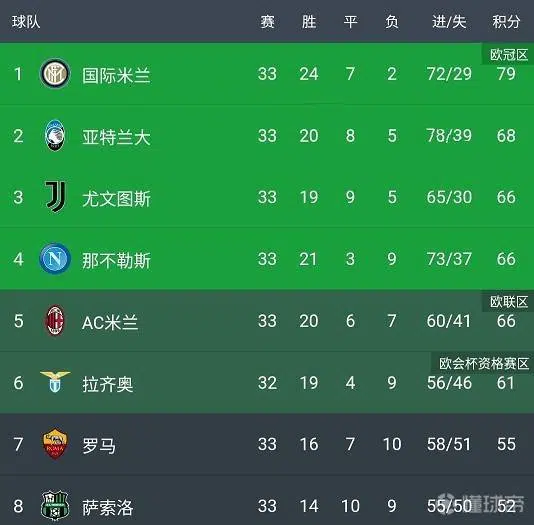 球队 赛 胜 平 负 进/失 积分
欧冠区
1 国际米兰 33 24 7 2 72/29 79
2 亚特兰大 33 20 8 5 78/39 68
3 尤文图斯 33 19 9 5 65/30 66
4 那不勒斯 33 21 3 9 73/37 66
欧联区
5 AC米兰 33 20 6 7 60/41 66
欧会杯资格赛区
6 拉齐奥 32 19 4 9 56/46 61
7 罗马 33 16 7 10 58/51 55
8 萨索洛 33 14 10 9 55/50 52
懂球帝